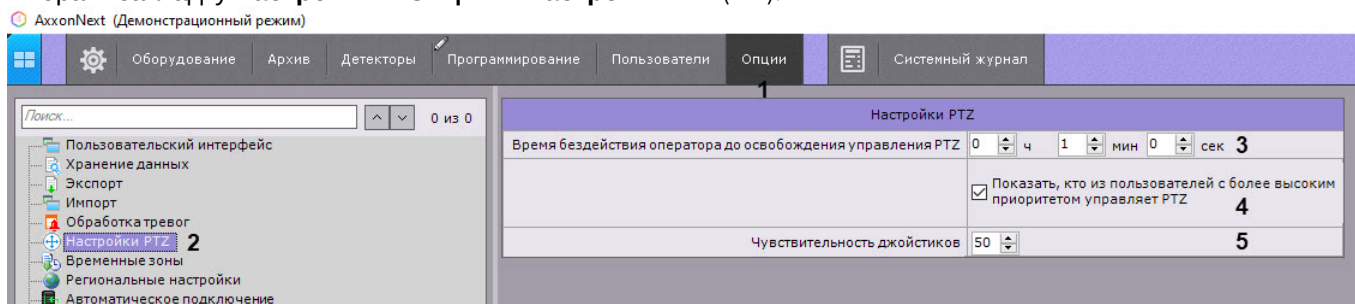 AxxonNext (Демонстрационный режим)
Оборудование Архив Детекторы Программирование Пользователи Опции Системный журнал
1
Поиск... 0 из 0
Пользовательский интерфейс
Хранение данных
Экспорт
Импорт
Обработка тревог
Настройки PTZ 2
Временные зоны
Региональные настройки
Автоматическое подключение
Настройки PTZ
Время бездействия оператора до освобождения управления PTZ 0 ч 1 мин 0 сек 3
Показать, кто из пользователей с более высоким
приоритетом управляет PTZ
4
Чувствительность джойстиков 50 5